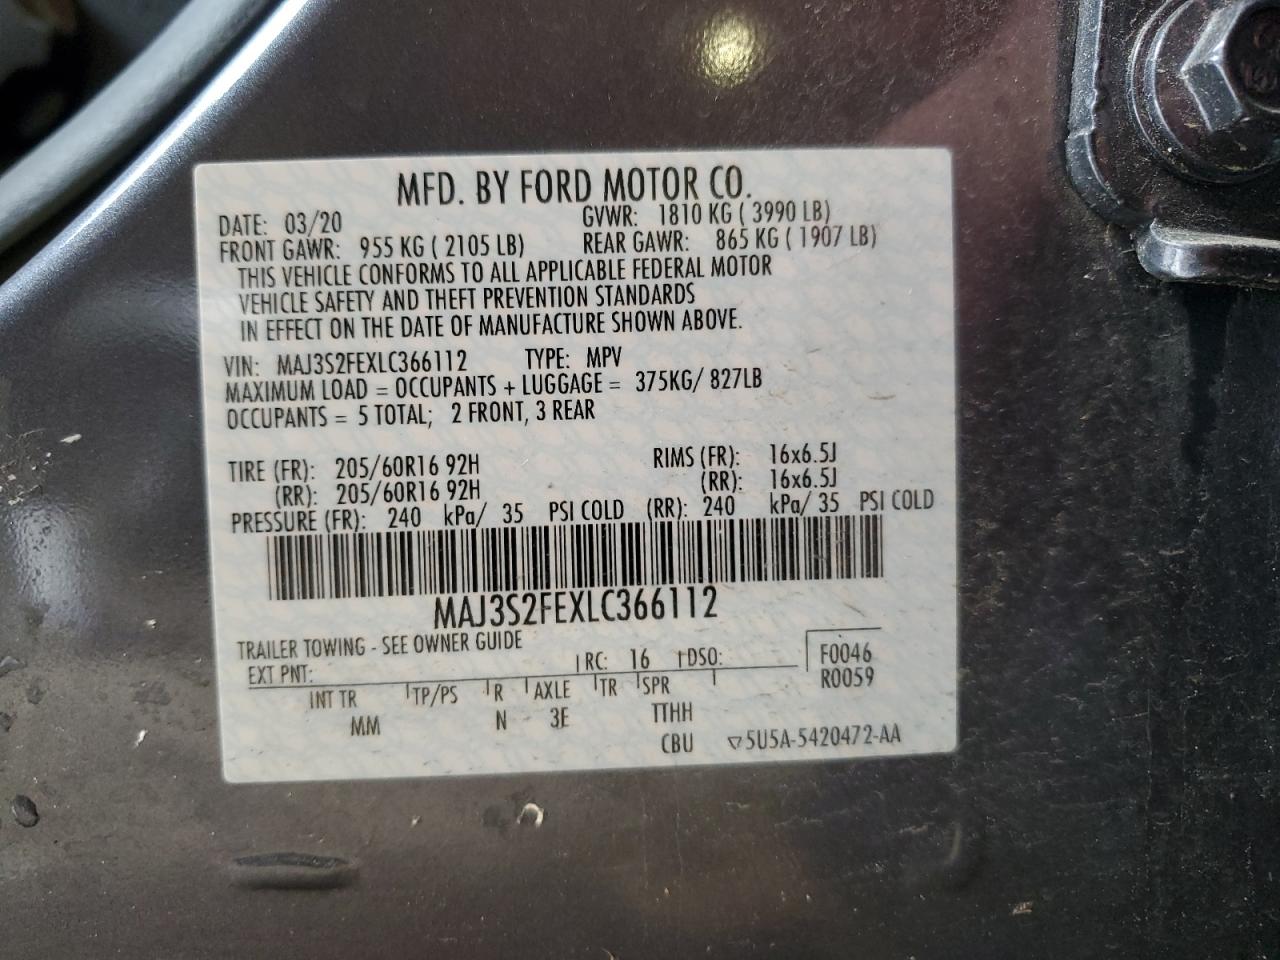 MFD. BY FORD MOTOR CO.
DATE: 03/20 GVWR: 1810 KG ( 3990 LB)
FRONT GAWR: 955 KG ( 2105 LB) REAR GAWR: 865 KG ( 1907 LB)
THIS VEHICLE CONFORMS TO ALL APPLICABLE FEDERAL MOTOR
VEHICLE SAFETY AND THEFT PREVENTION STANDARDS
IN EFFECT ON THE DATE OF MANUFACTURE SHOWN ABOVE.
VIN: MAJ3S2FEXLC366112 TYPE: MPV
MAXIMUM LOAD = OCCUPANTS + LUGGAGE = 375KG/ 827LB
OCCUPANTS = 5 TOTAL; 2 FRONT, 3 REAR
TIRE (FR): 205/60R16 92H RIMS (FR): 16x6.5J
(RR): 205/60R16 92H (RR): 16x6.5J
PRESSURE (FR): 240 kPa/ 35 PSI COLD (RR): 240 kPa/ 35 PSI COLD
MAJ3S2FEXLC366112
TRAILER TOWING - SEE OWNER GUIDE
EXT PNT: RC: 16 DSO: F0046
INT TR TP/PS R AXLE TR SPR R0059
MM N 3E TTHH
CBU 5U5A-5420472-AA